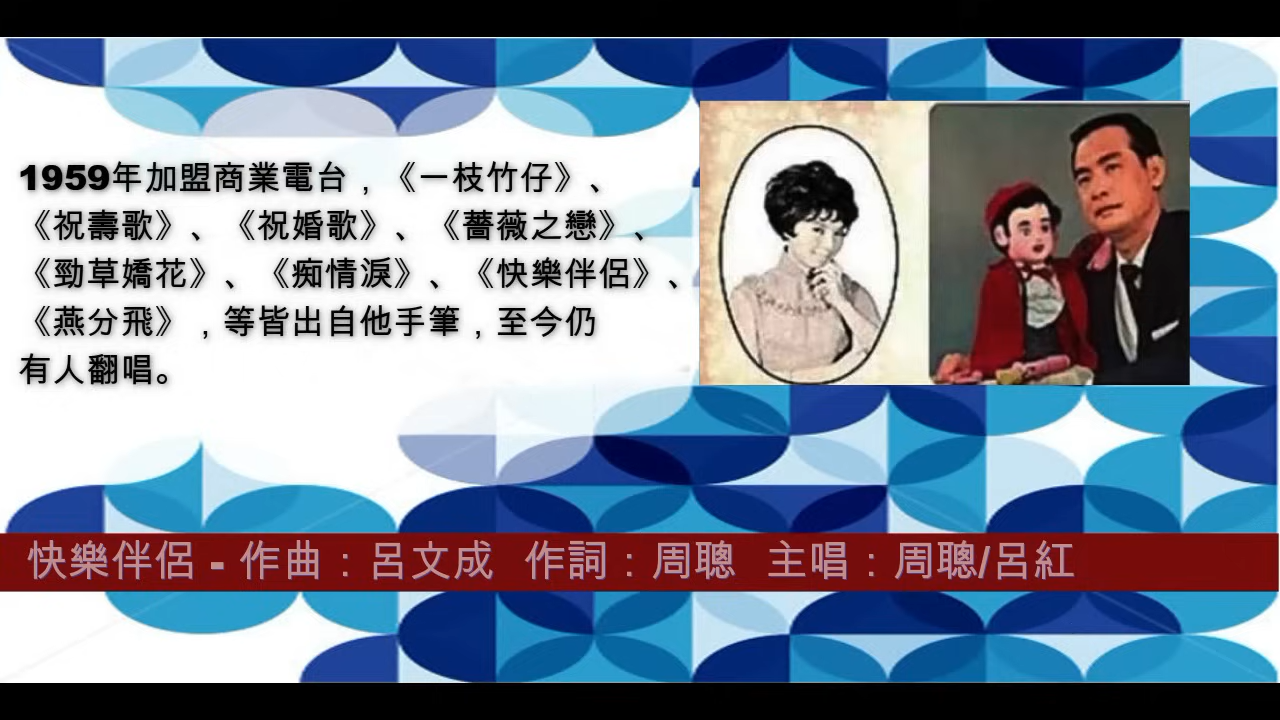 1959年加盟商業電台，《一枝竹仔》、
《祝壽歌》、《祝婚歌》、《薔薇之戀》、
《勁草嬌花》、《痴情淚》、《快樂伴侶》、
《燕分飛》，等皆出自他手筆，至今仍
有人翻唱。
快樂伴侶 - 作曲：呂文成 作詞：周聰 主唱：周聰/呂紅